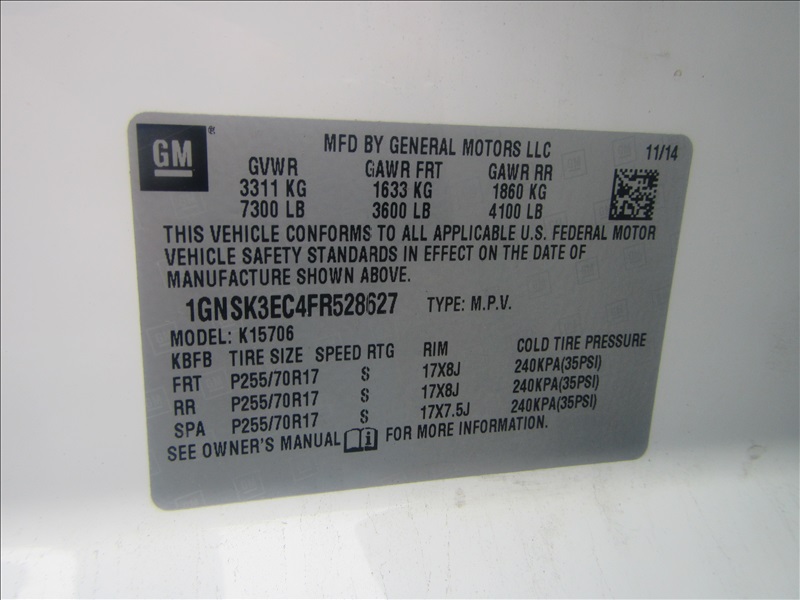 GM
MFD BY GENERAL MOTORS LLC 11/14
GVWR GAWR FRT GAWR RR
3311 KG 1633 KG 1860 KG
7300 LB 3600 LB 4100 LB
THIS VEHICLE CONFORMS TO ALL APPLICABLE U.S. FEDERAL MOTOR
VEHICLE SAFETY STANDARDS IN EFFECT ON THE DATE OF
MANUFACTURE SHOWN ABOVE.
1GNSK3EC4FR528627 TYPE: M.P.V.
MODEL: K15706
KBFB TIRE SIZE SPEED RTG RIM COLD TIRE PRESSURE
FRT P255/70R17 S 17X8J 240KPA(35PSI)
RR P255/70R17 S 17X8J 240KPA(35PSI)
SPA P255/70R17 S 17X7.5J 240KPA(35PSI)
SEE OWNER'S MANUAL i FOR MORE INFORMATION.